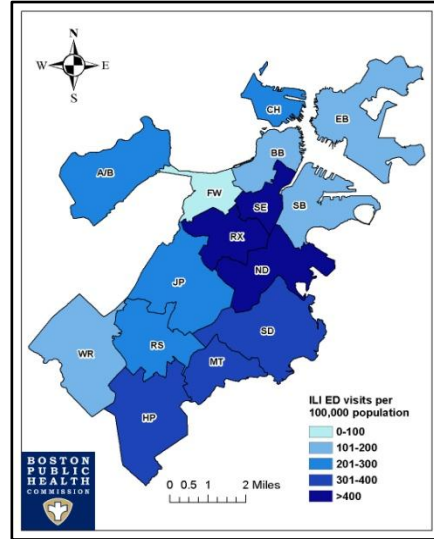 N
W E
S
CH
EB
A/B
BB
FW
SE
SB
RX
ND
JP
SD
WR
RS
MT
HP
ILI ED visits per
100,000 population
0-100
101-200
201-300
301-400
>400
BOSTON
PUBLIC
HEALTH
COMMISSION
0 0.5 1 2 Miles